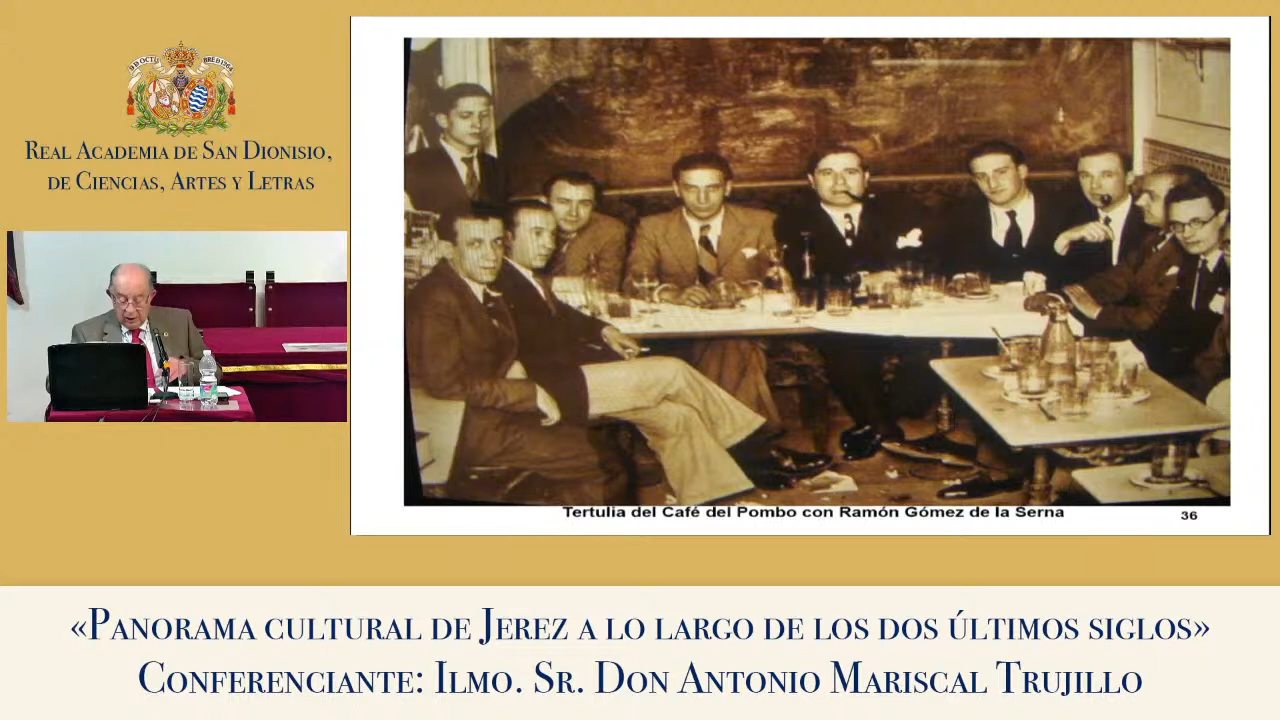 Real Academia de San Dionisio,
de Ciencias, Artes y Letras
Tertulia del Café del Pombo con Ramón Gómez de la Serna
36
«Panorama cultural de Jerez a lo largo de los dos últimos siglos»
Conferenciante: Ilmo. Sr. Don Antonio Mariscal Trujillo